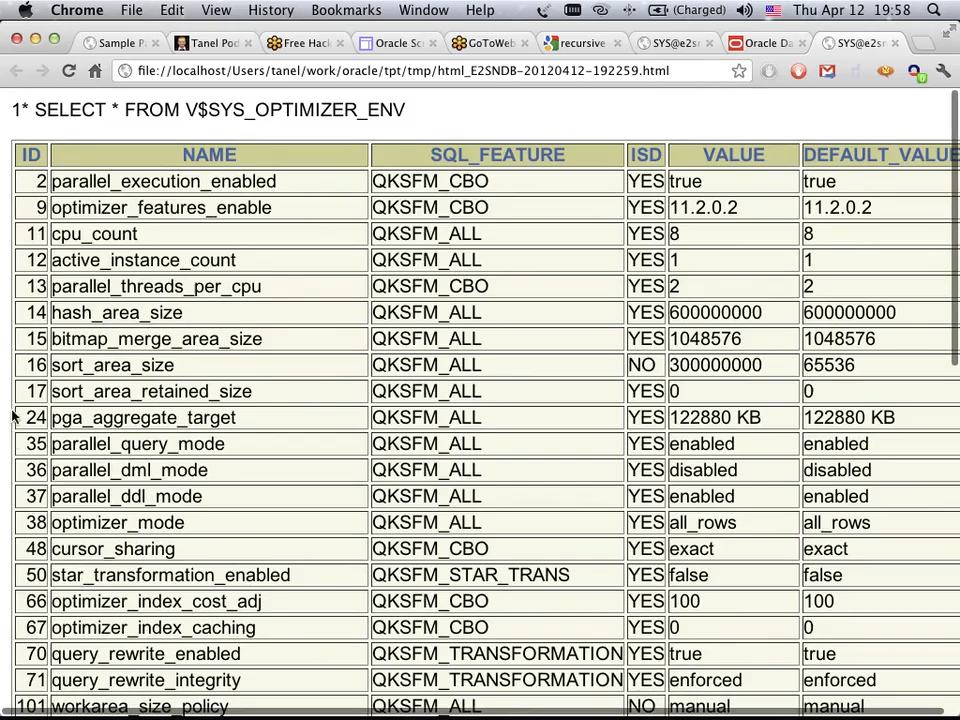 Chrome File Edit View History Bookmarks Window Help (Charged) Thu Apr 12 19:58
Sample P Tanel Pod Free Hac Oracle Sc GoToWeb recursive SYS@e2sr Oracle Da SYS@e2sr
file://localhost/Users/tanel/work/oracle/tpt/tmp/html_E2SNDB-20120412-192259.html
1* SELECT * FROM V$SYS_OPTIMIZER_ENV
ID NAME SQL_FEATURE ISD VALUE DEFAULT_VALUE
2 parallel_execution_enabled QKSFM_CBO YES true true
9 optimizer_features_enable QKSFM_CBO YES 11.2.0.2 11.2.0.2
11 cpu_count QKSFM_ALL YES 8 8
12 active_instance_count QKSFM_ALL YES 1 1
13 parallel_threads_per_cpu QKSFM_CBO YES 2 2
14 hash_area_size QKSFM_ALL YES 600000000 600000000
15 bitmap_merge_area_size QKSFM_ALL YES 1048576 1048576
16 sort_area_size QKSFM_ALL NO 300000000 65536
17 sort_area_retained_size QKSFM_ALL YES 0 0
24 pga_aggregate_target QKSFM_ALL YES 122880 KB 122880 KB
35 parallel_query_mode QKSFM_ALL YES enabled enabled
36 parallel_dml_mode QKSFM_ALL YES disabled disabled
37 parallel_ddl_mode QKSFM_ALL YES enabled enabled
38 optimizer_mode QKSFM_ALL YES all_rows all_rows
48 cursor_sharing QKSFM_CBO YES exact exact
50 star_transformation_enabled QKSFM_STAR_TRANS YES false false
66 optimizer_index_cost_adj QKSFM_CBO YES 100 100
67 optimizer_index_caching QKSFM_CBO YES 0 0
70 query_rewrite_enabled QKSFM_TRANSFORMATION YES true true
71 query_rewrite_integrity QKSFM_TRANSFORMATION YES enforced enforced
101 workarea_size_policy QKSFM_ALL NO manual manual